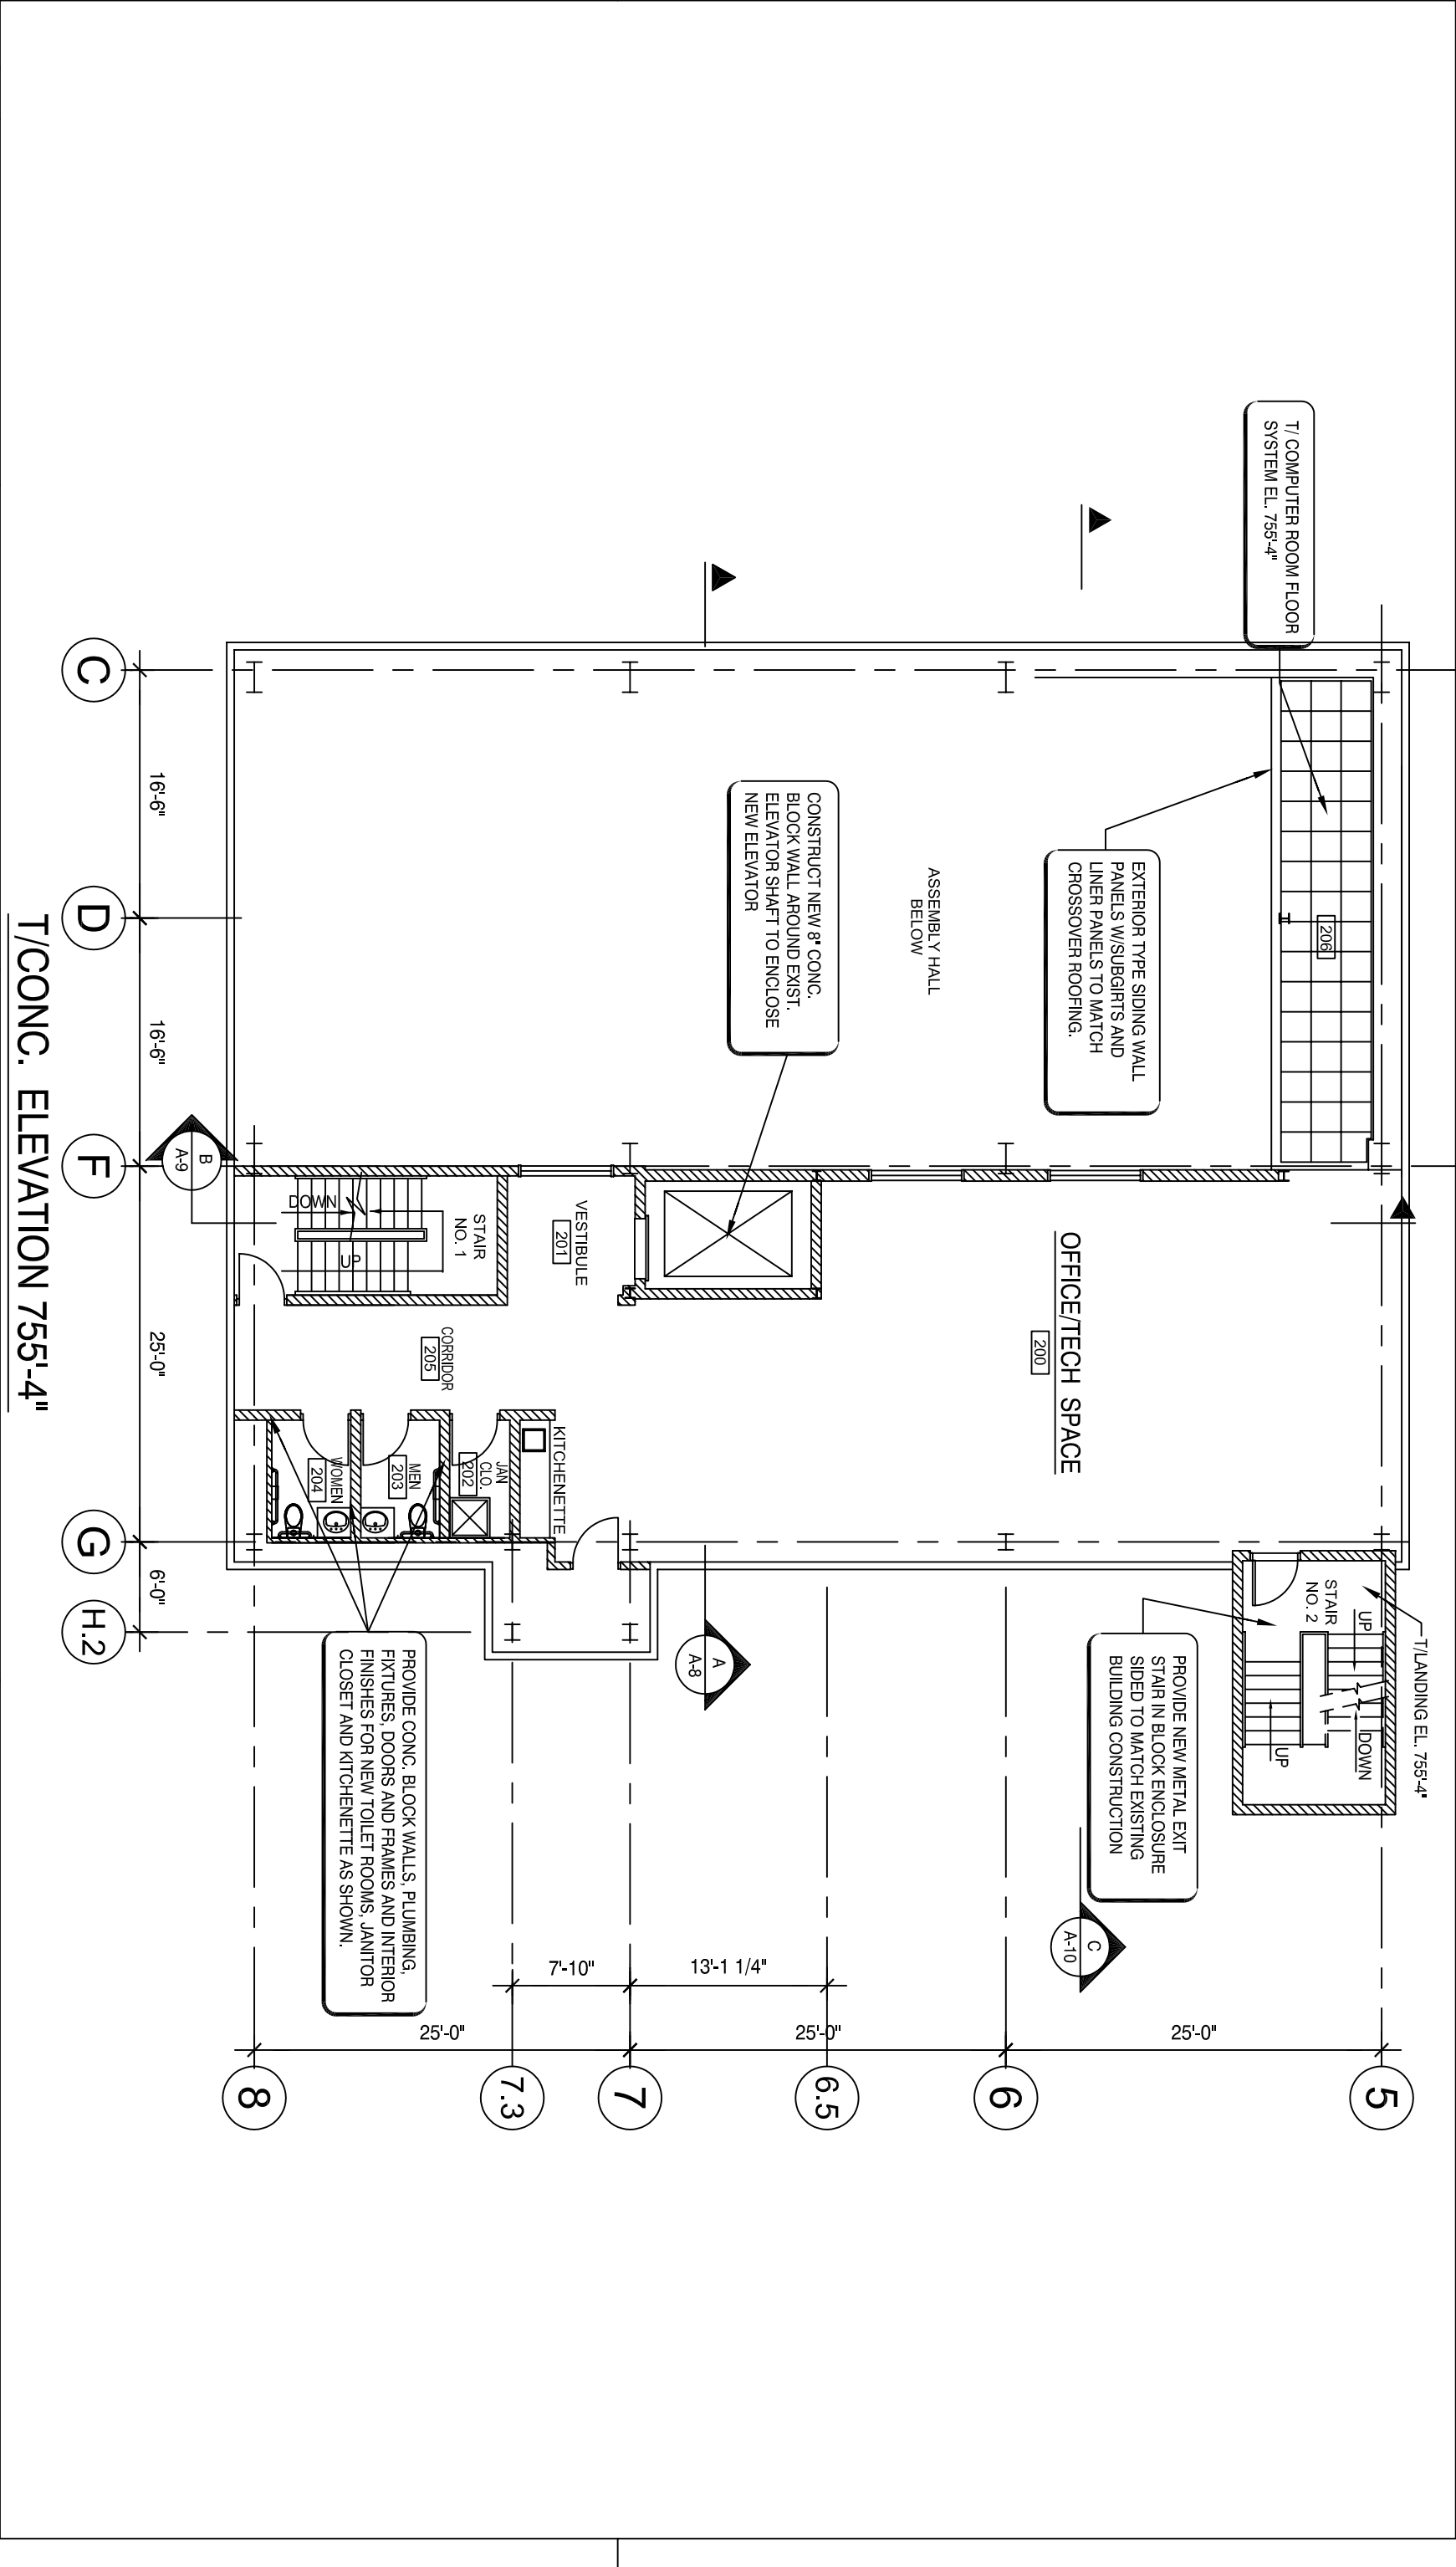 T/ COMPUTER ROOM FLOOR
SYSTEM EL. 755'-4"
206
T/LANDING EL. 755'-4"
UP
DOWN
STAIR
NO. 2
UP
EXTERIOR TYPE SIDING WALL
PANELS W/SUBGIRTS AND
LINER PANELS TO MATCH
CROSSOVER ROOFING.
PROVIDE NEW METAL EXIT
STAIR IN BLOCK ENCLOSURE
SIDED TO MATCH EXISTING
BUILDING CONSTRUCTION
OFFICE/TECH SPACE
200
C
A-10
ASSEMBLY HALL
BELOW
CONSTRUCT NEW 8" CONC.
BLOCK WALL AROUND EXIST.
ELEVATOR SHAFT TO ENCLOSE
NEW ELEVATOR
A
A-8
VESTIBULE
201
KITCHENETTE
STAIR
NO. 1
JAN
CLO.
202
CORRIDOR
205
MEN
203
WOMEN
204
DOWN
UP
PROVIDE CONC. BLOCK WALLS, PLUMBING,
FIXTURES, DOORS AND FRAMES AND INTERIOR
FINISHES FOR NEW TOILET ROOMS, JANITOR
CLOSET AND KITCHENETTE AS SHOWN.
B
A-9
5
25'-0"
6
25'-0"
6.5
13'-1 1/4"
7
7'-10"
7.3
25'-0"
8
16'-6"
16'-6"
25'-0"
6'-0"
C
D
F
G
H.2
T/CONC. ELEVATION 755'-4"